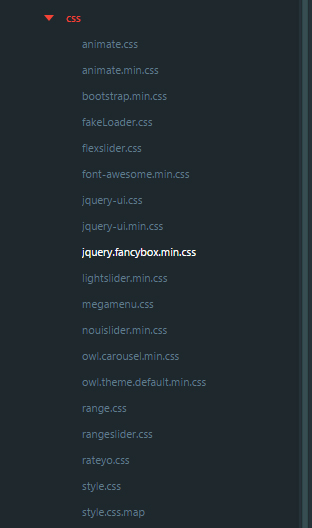 css
animate.css
animate.min.css
bootstrap.min.css
fakeLoader.css
flexslider.css
font-awesome.min.css
jquery-ui.css
jquery-ui.min.css
jquery.fancybox.min.css
lightslider.min.css
megamenu.css
nouislider.min.css
owl.carousel.min.css
owl.theme.default.min.css
range.css
rangeslider.css
rateyo.css
style.css
style.css.map